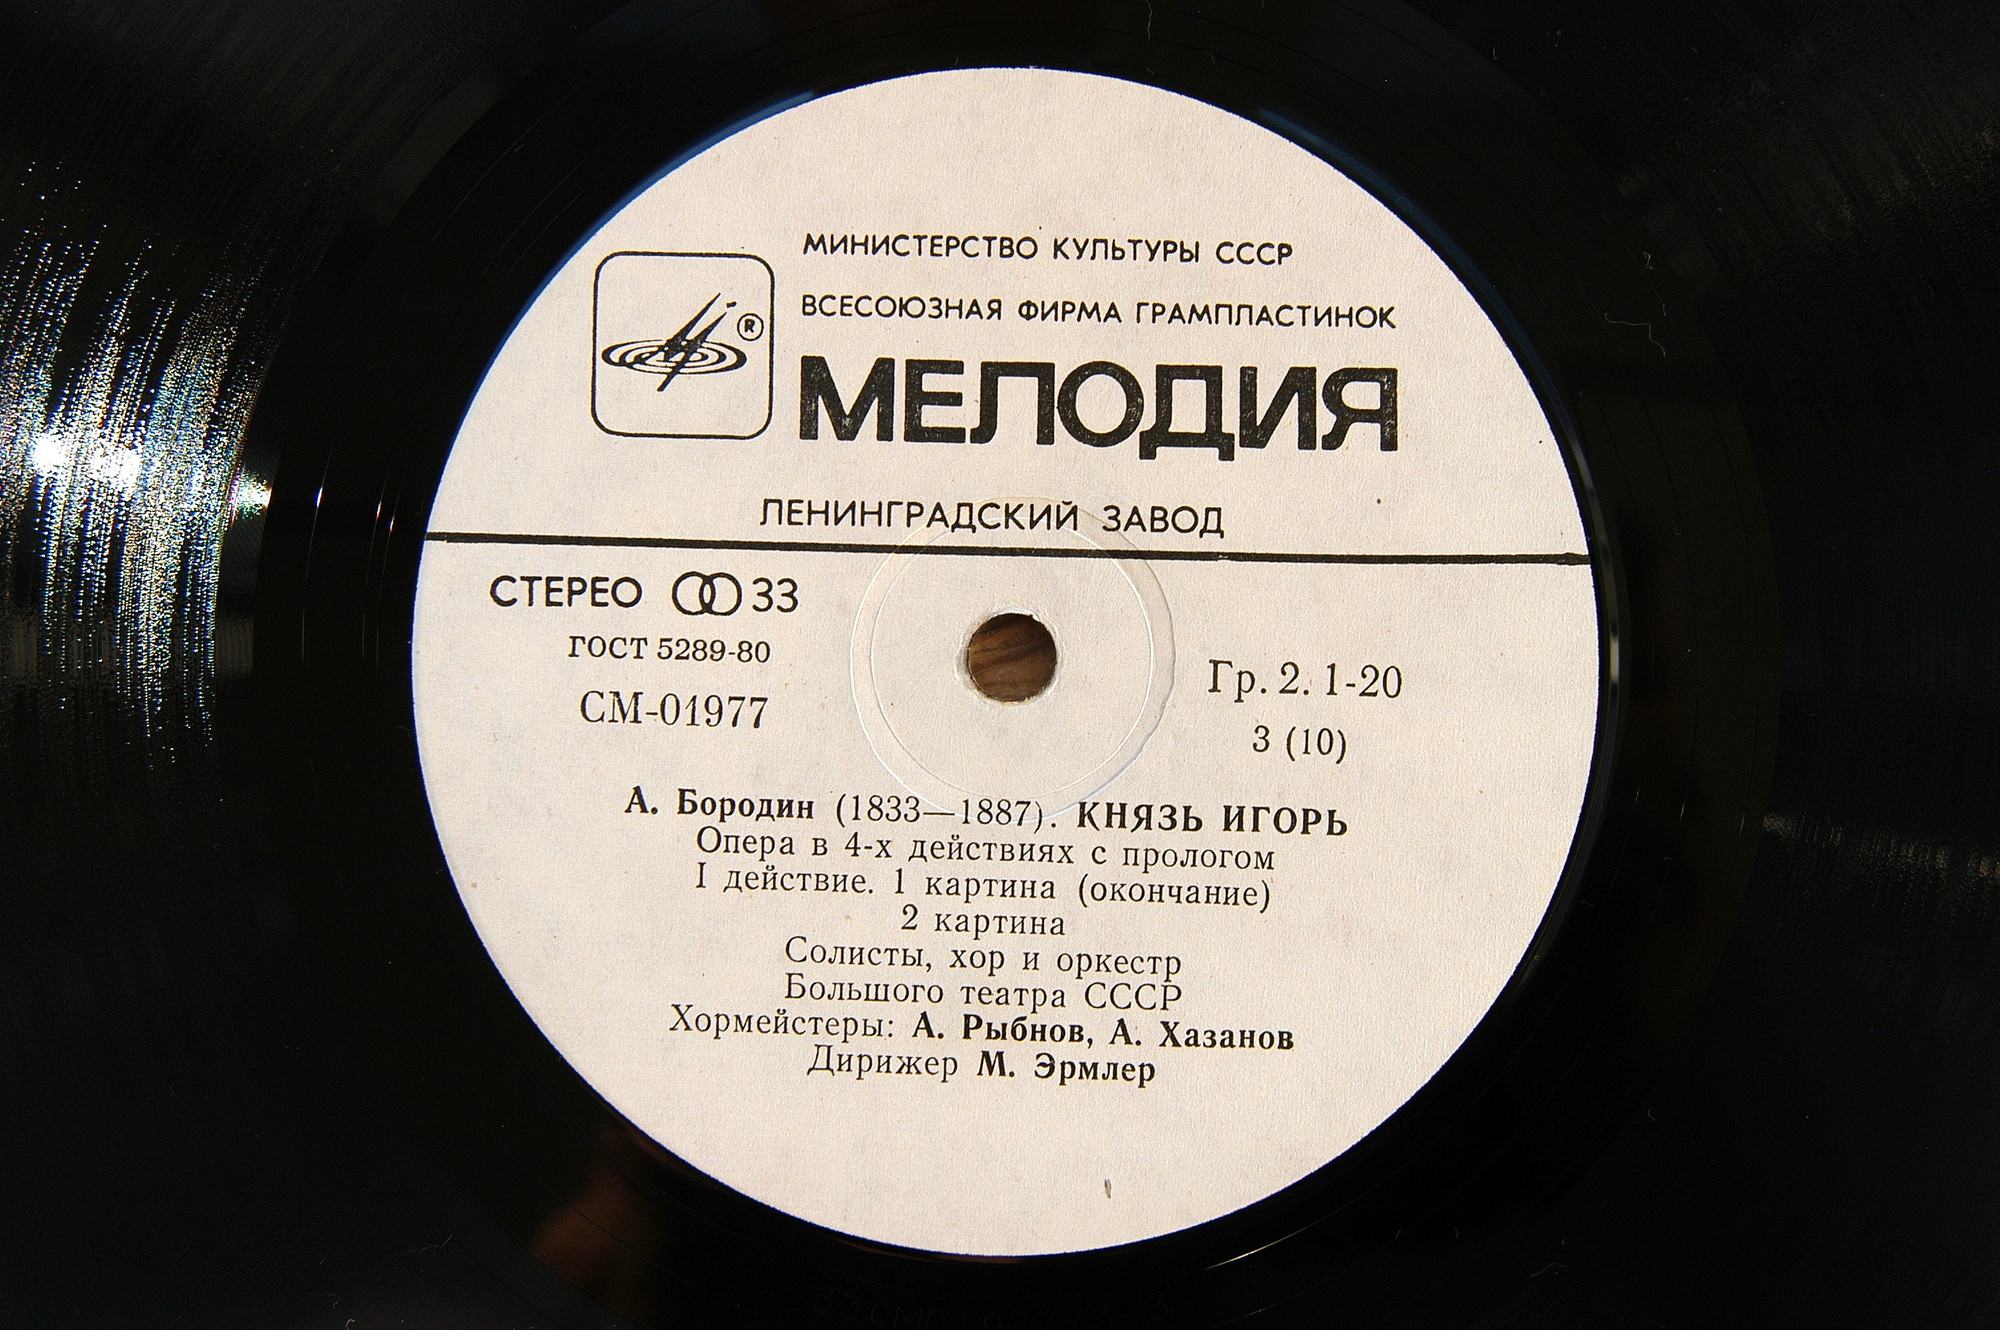 МИНИСТЕРСТВО КУЛЬТУРЫ СССР
ВСЕСОЮЗНАЯ ФИРМА ГРАМПЛАСТИНОК
®
МЕЛОДИЯ
ЛЕНИНГРАДСКИЙ ЗАВОД
СТЕРЕО 33
ГОСТ 5289-80
СМ-01977
Гр. 2. 1-20
3 (10)
А. Бородин (1833—1887). КНЯЗЬ ИГОРЬ
Опера в 4-х действиях с прологом
I действие. 1 картина (окончание)
2 картина
Солисты, хор и оркестр
Большого театра СССР
Хормейстеры: А. Рыбнов, А. Хазанов
Дирижер М. Эрмлер